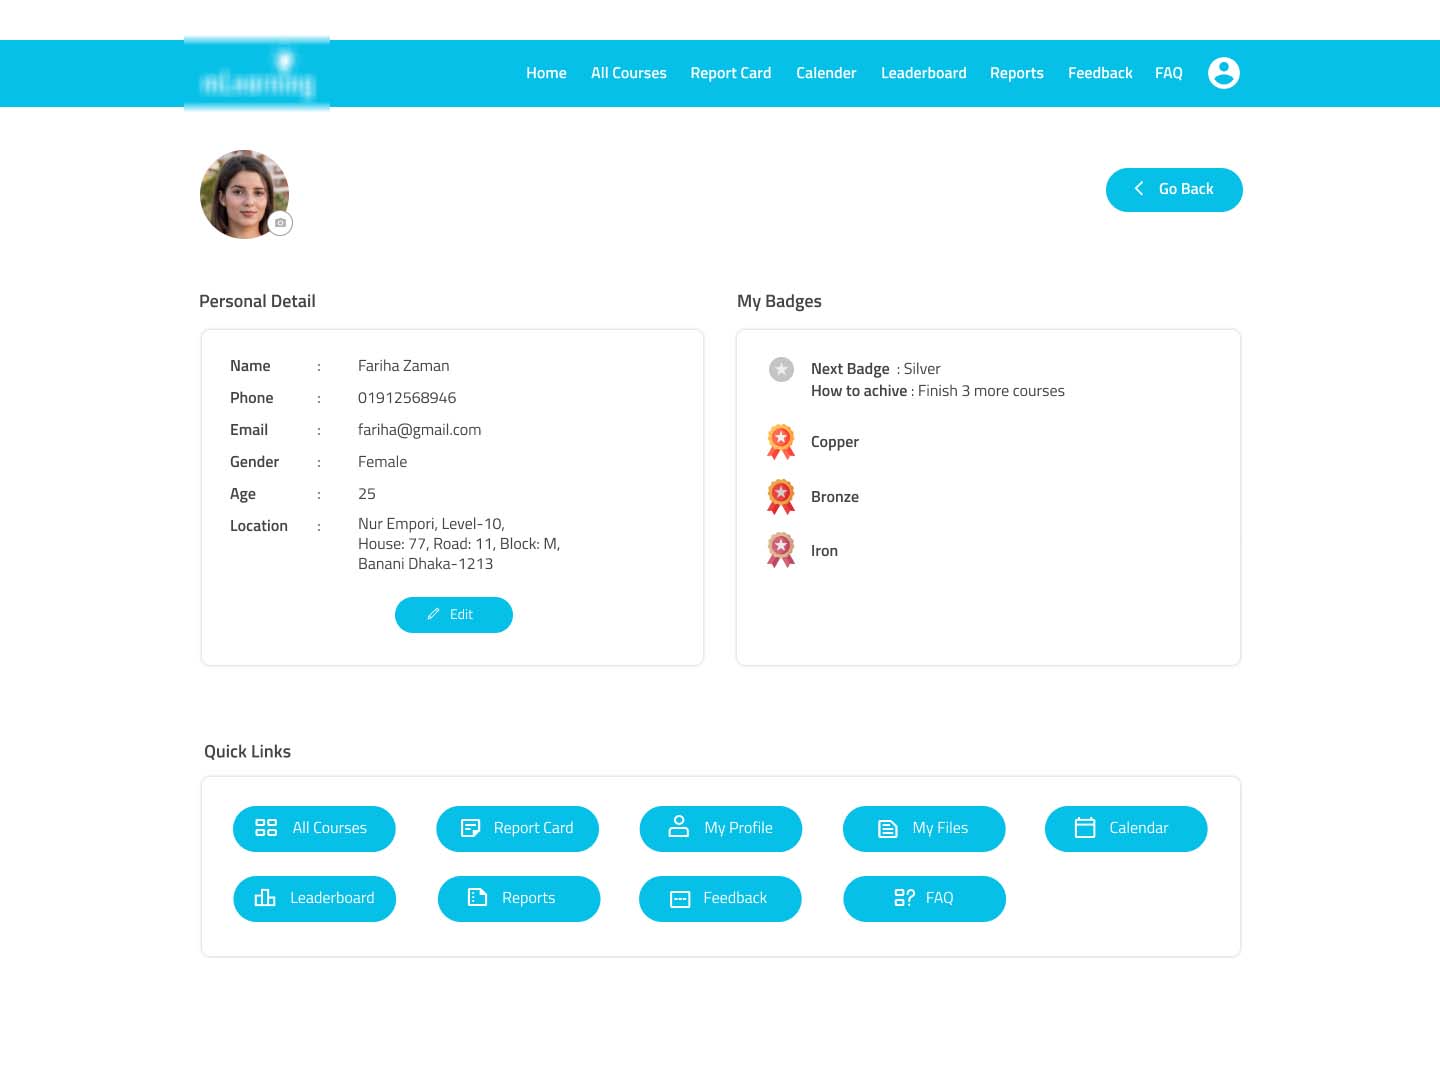 mLearning
Home All Courses Report Card Calender Leaderboard Reports Feedback FAQ
Go Back
Personal Detail
Name : Fariha Zaman
Phone : 01912568946
Email : fariha@gmail.com
Gender : Female
Age : 25
Location : Nur Empori, Level-10,
House: 77, Road: 11, Block: M,
Banani Dhaka-1213
Edit
My Badges
Next Badge : Silver
How to achive : Finish 3 more courses
Copper
Bronze
Iron
Quick Links
All Courses Report Card My Profile My Files Calendar
Leaderboard Reports Feedback FAQ